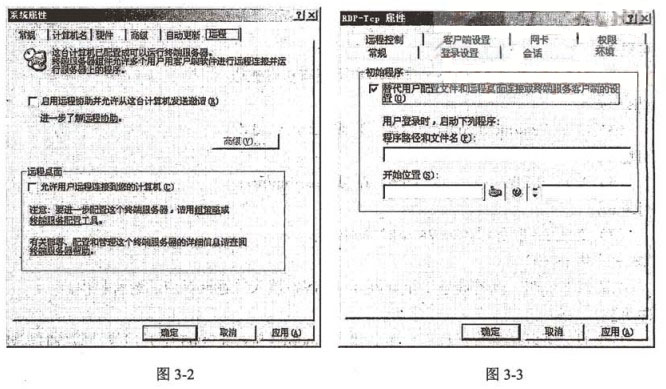 系统属性
常规 计算机名 硬件 高级 自动更新 远程
这台计算机已配置成可以运行终端服务器。
终端服务器组件允许多个用户用客户端软件进行远程连接并运
行服务器上的程序。
启用远程协助并允许从这台计算机发送邀请(R)
进一步了解远程协助。
高级(V)...
远程桌面
允许用户远程连接到您的计算机(C)
注意：要进一步配置这个终端服务器，请用组策略或
终端服务配置工具。
有关部署、配置和管理这个终端服务器的详细信息请查阅
终端服务器帮助。
确定 取消 应用(A)
图 3-2
RDP-Tcp 属性
远程控制 客户端设置 网卡 权限
常规 登录设置 会话 环境
初始程序
替代用户配置文件和远程桌面连接或终端服务客户端的设
置(O)
用户登录时，启动下列程序：
程序路径和文件名(P)：
开始位置(S)：
确定 取消 应用(A)
图 3-3